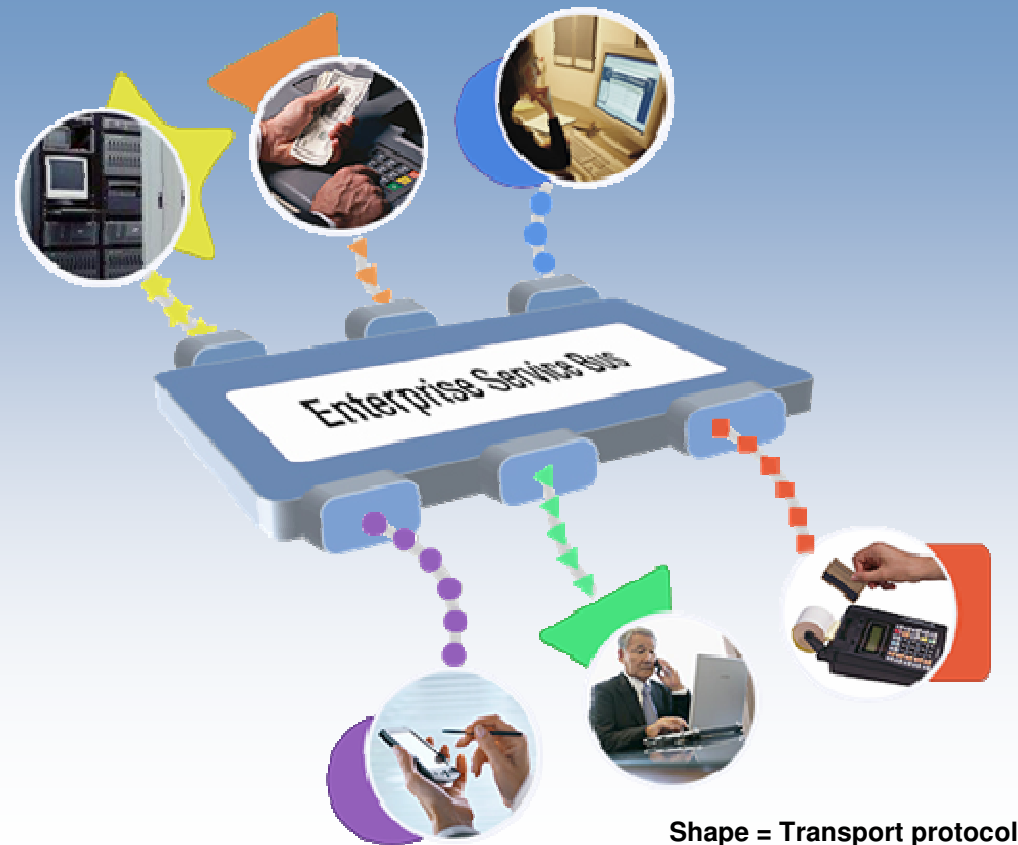 Enterprise Service Bus
Shape = Transport protocol